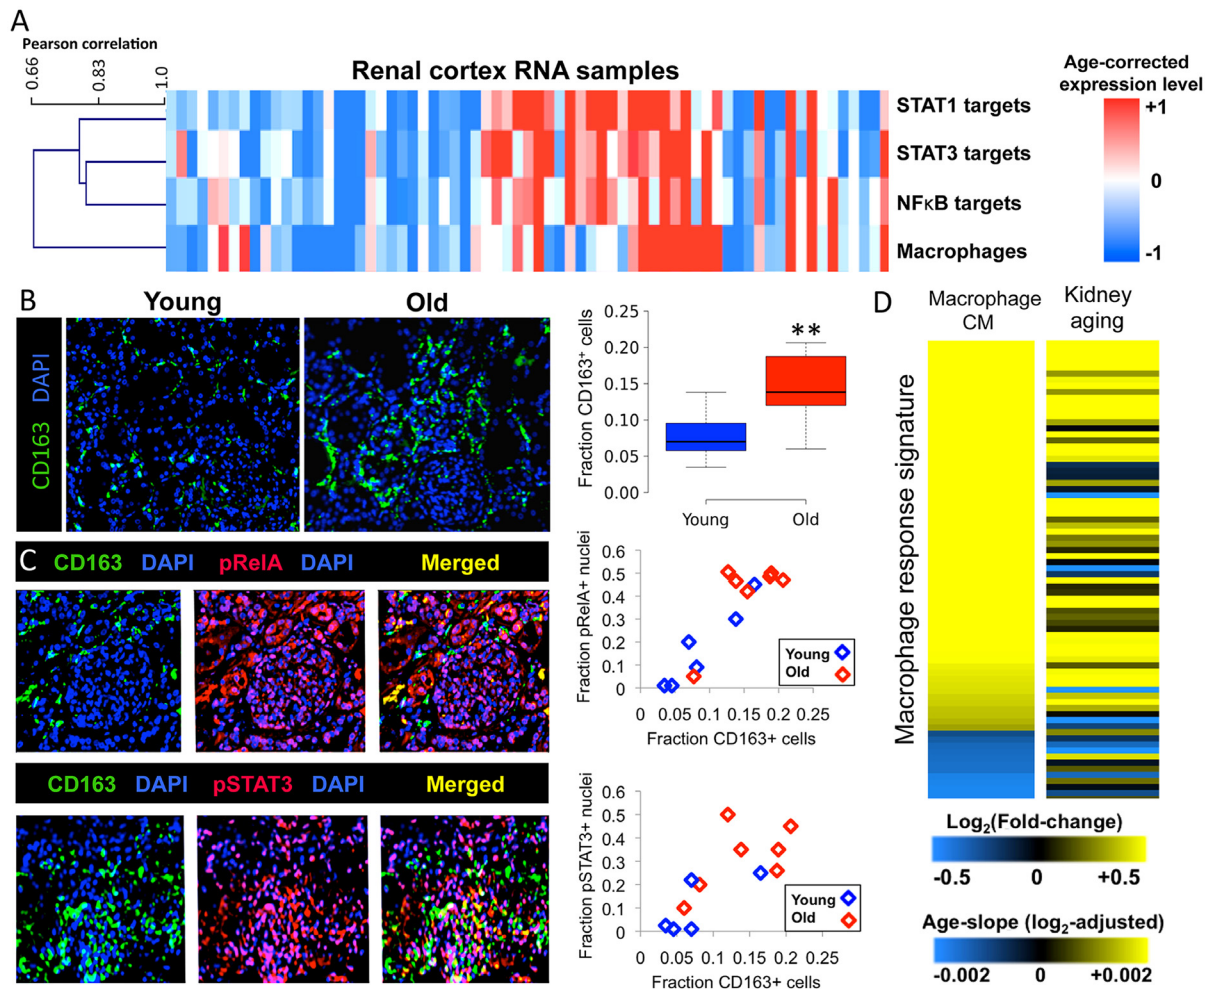 A
Pearson correlation
0.66
0.83
1.0
Renal cortex RNA samples
STAT1 targets
STAT3 targets
NFκB targets
Macrophages
Age-corrected
expression level
+1
0
-1
B
Young
Old
CD163 DAPI
Fraction CD163+ cells
0.25
0.20
0.15
0.10
0.05
0.00
**
Young
Old
C
CD163 DAPI pRelA DAPI Merged
Fraction pRelA+ nuclei
0.6
0.5
0.4
0.3
0.2
0.1
0
0 0.05 0.1 0.15 0.2 0.25
Fraction CD163+ cells
Young
Old
CD163 DAPI pSTAT3 DAPI Merged
Fraction pSTAT3+ nuclei
0.6
0.5
0.4
0.3
0.2
0.1
0
0 0.1 0.2 0.3
Fraction CD163+ cells
Young
Old
D
Macrophage
CM
Kidney
aging
Macrophage response signature
Log2(Fold-change)
-0.5 0 +0.5
Age-slope (log2-adjusted)
-0.002 0 +0.002